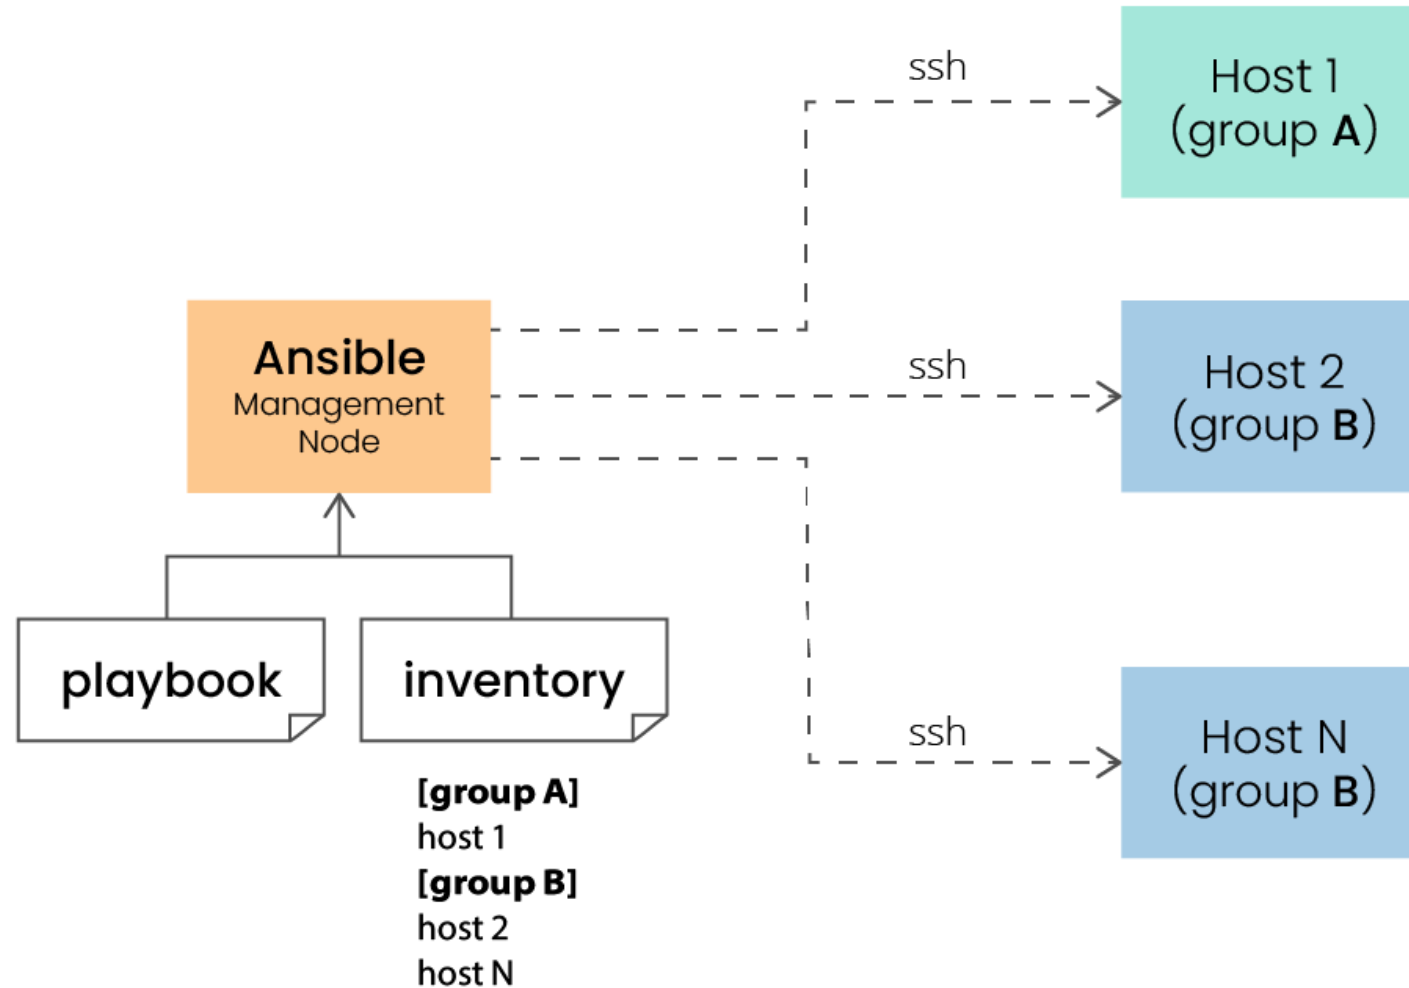 ssh
Host 1
(group A)
Ansible
Management
Node
ssh
Host 2
(group B)
playbook
inventory
ssh
Host N
(group B)
[group A]
host 1
[group B]
host 2
host N